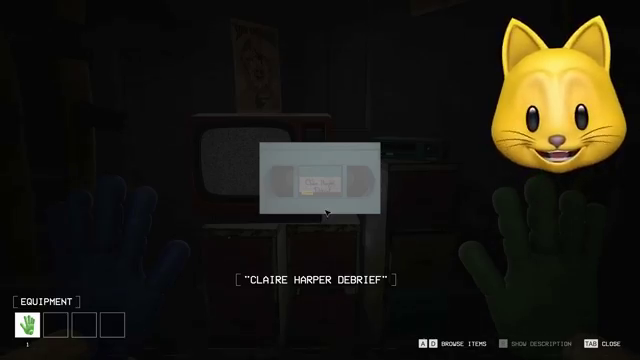 ["CLAIRE HARPER DEBRIEF"]
[EQUIPMENT]
1
A D BROWSE ITEMS SHOW DESCRIPTION TAB CLOSE